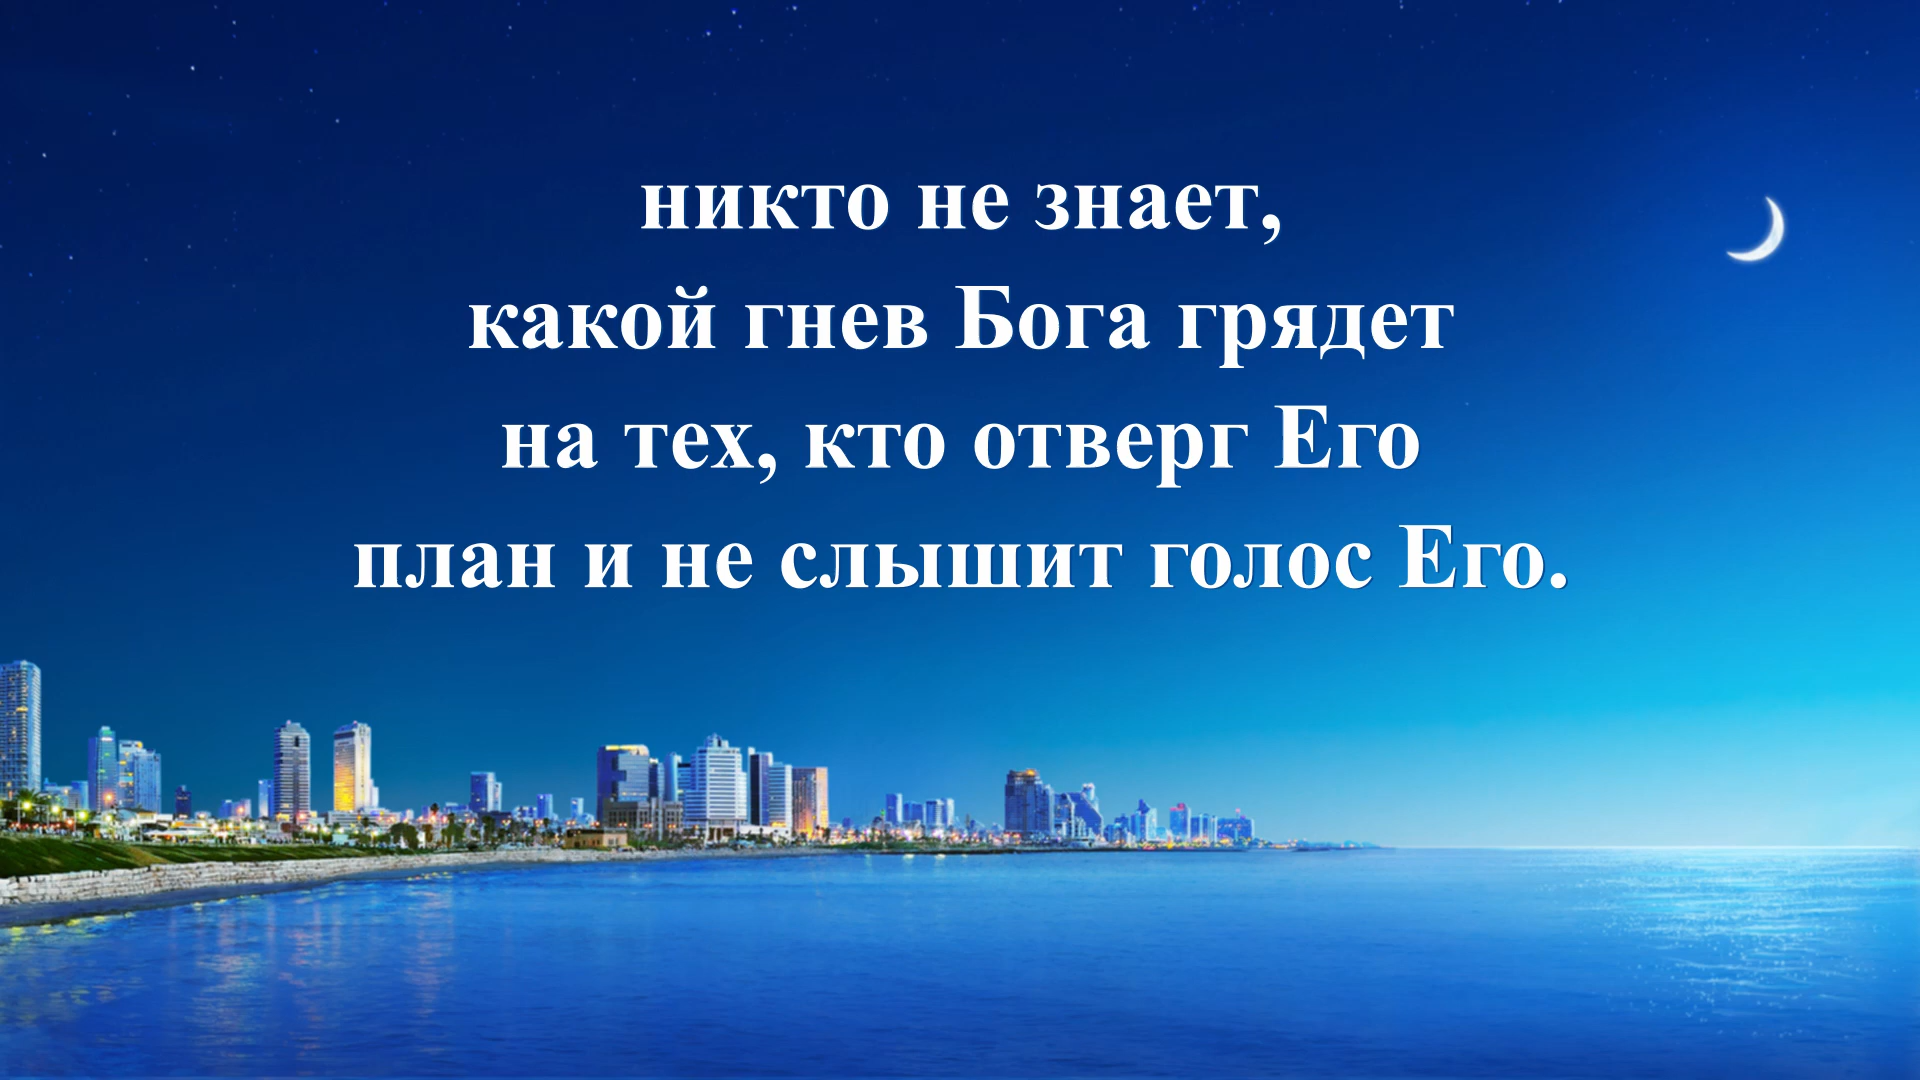 никто не знает,
какой гнев Бога грядет
на тех, кто отверг Его
план и не слышит голос Его.